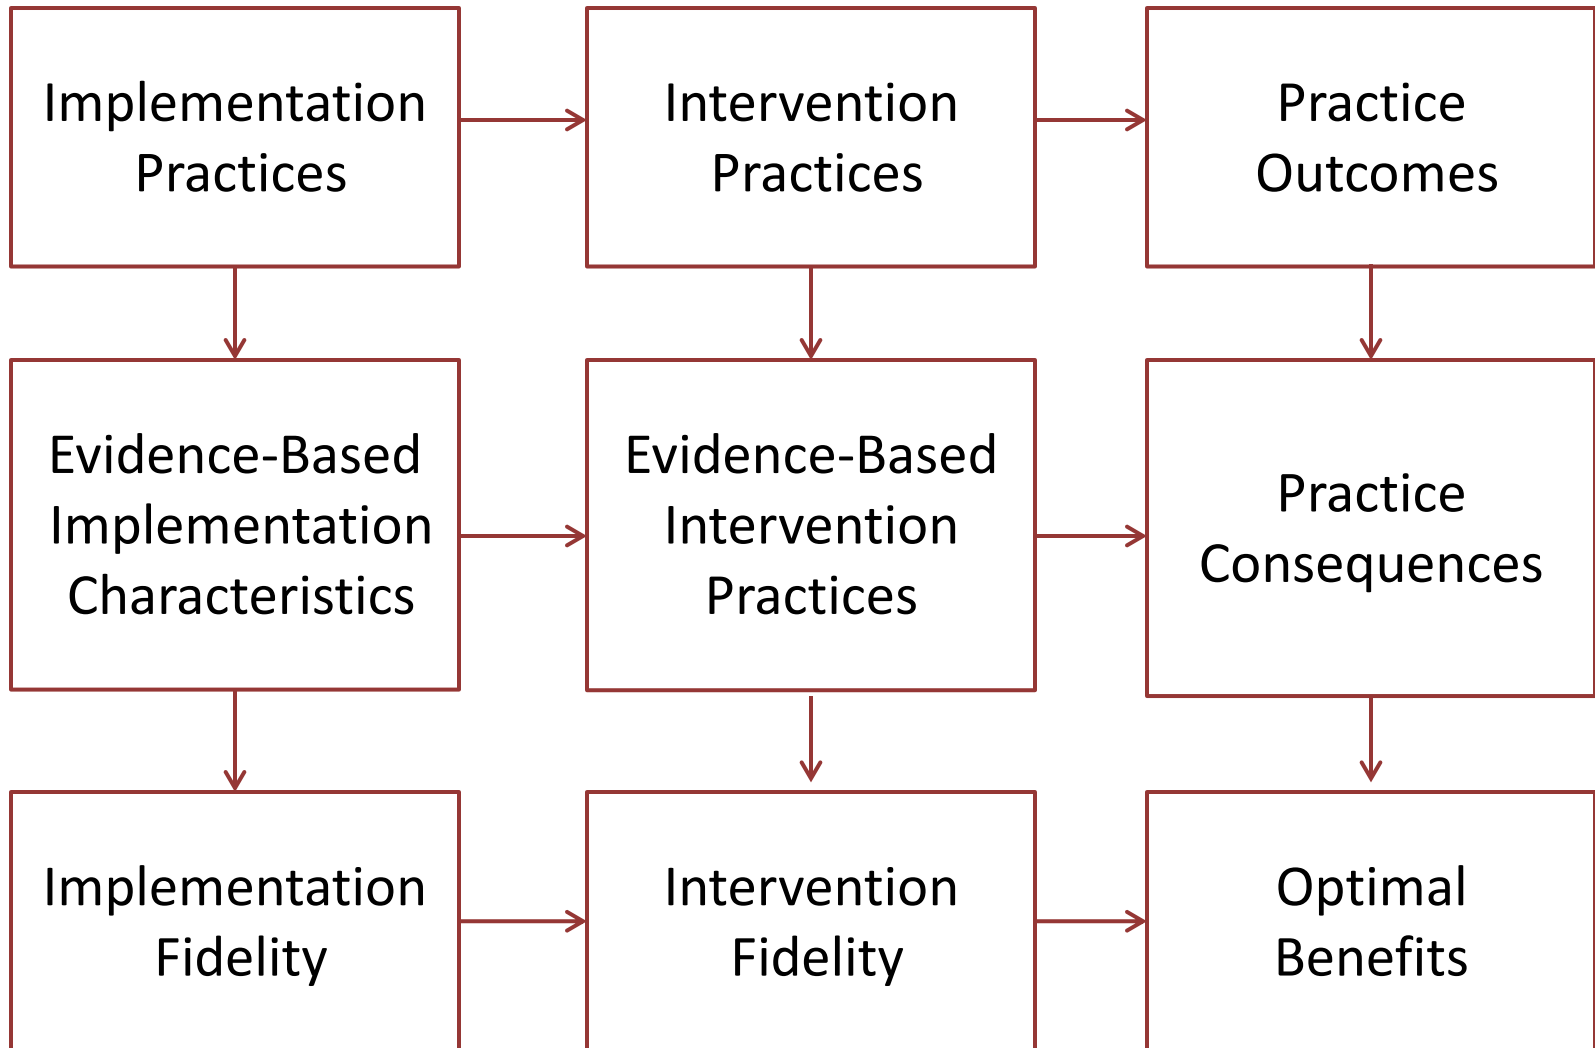 Implementation
Practices
Intervention
Practices
Practice
Outcomes
Evidence-Based
Implementation
Characteristics
Evidence-Based
Intervention
Practices
Practice
Consequences
Implementation
Fidelity
Intervention
Fidelity
Optimal
Benefits